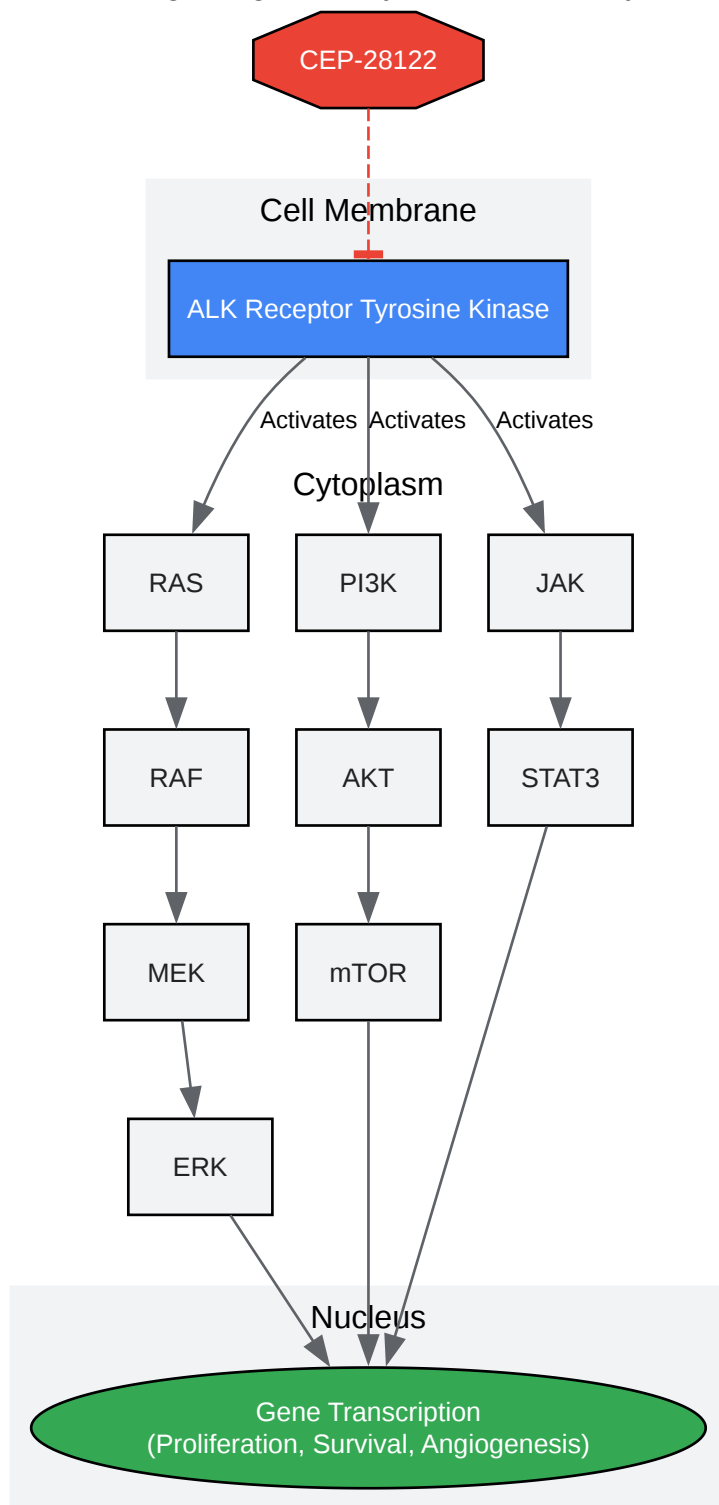 CEP-28122
Cell Membrane
ALK Receptor Tyrosine Kinase
Activates Activates Activates
Cytoplasm
RAS PI3K JAK
RAF AKT STAT3
MEK mTOR
ERK
Nucleus
Gene Transcription
(Proliferation, Survival, Angiogenesis)